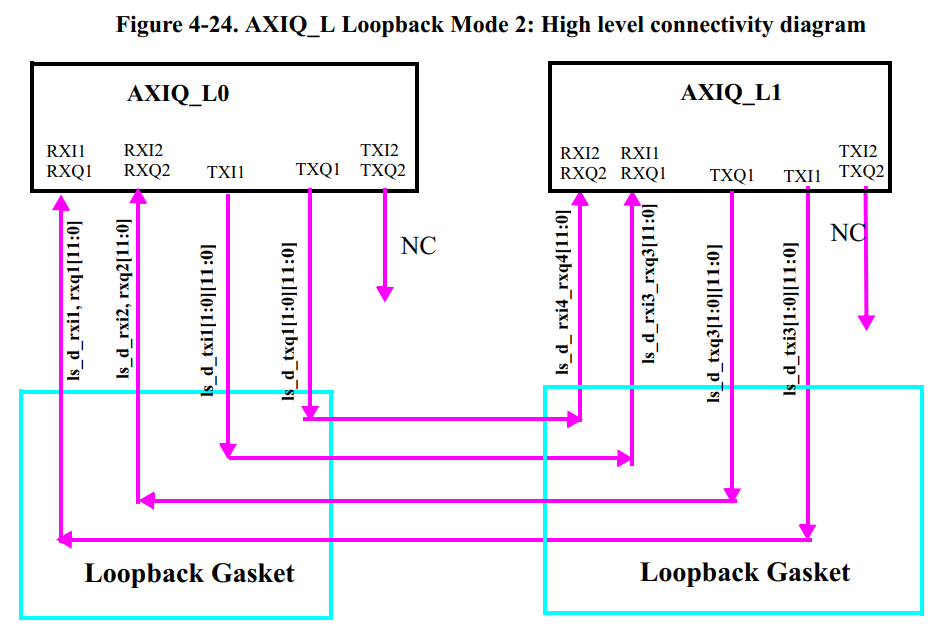 Figure 4-24. AXIQ_L Loopback Mode 2: High level connectivity diagram
AXIQ_L0
RXI1
RXQ1
RXI2
RXQ2
TXI1
TXQ1
TXI2
TXQ2
NC
ls_d_rxi1, rxq1[11:0]
ls_d_rxi2, rxq2[11:0]
ls_d_txi1[1:0][11:0]
ls_d_txq1[1:0][11:0]
Loopback Gasket
AXIQ_L1
RXI2
RXQ2
RXI1
RXQ1
TXQ1
TXI1
TXI2
TXQ2
NC
ls_d_ rxi4_rxq4[11:0]
ls_d_rxi3_rxq3[11:0]
ls_d_txq3[1:0][11:0]
ls_d_txi3[1:0][11:0]
Loopback Gasket